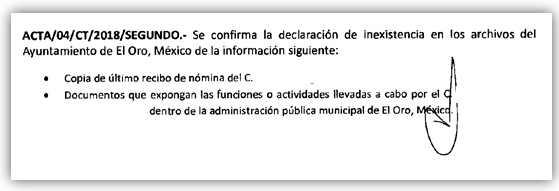 ACTA/04/CT/2018/SEGUNDO.- Se confirma la declaración de inexistencia en los archivos del
Ayuntamiento de El Oro, México de la información siguiente:
• Copia de último recibo de nómina del C.
• Documentos que expongan las funciones o actividades llevadas a cabo por el C.
dentro de la administración pública municipal de El Oro, México.